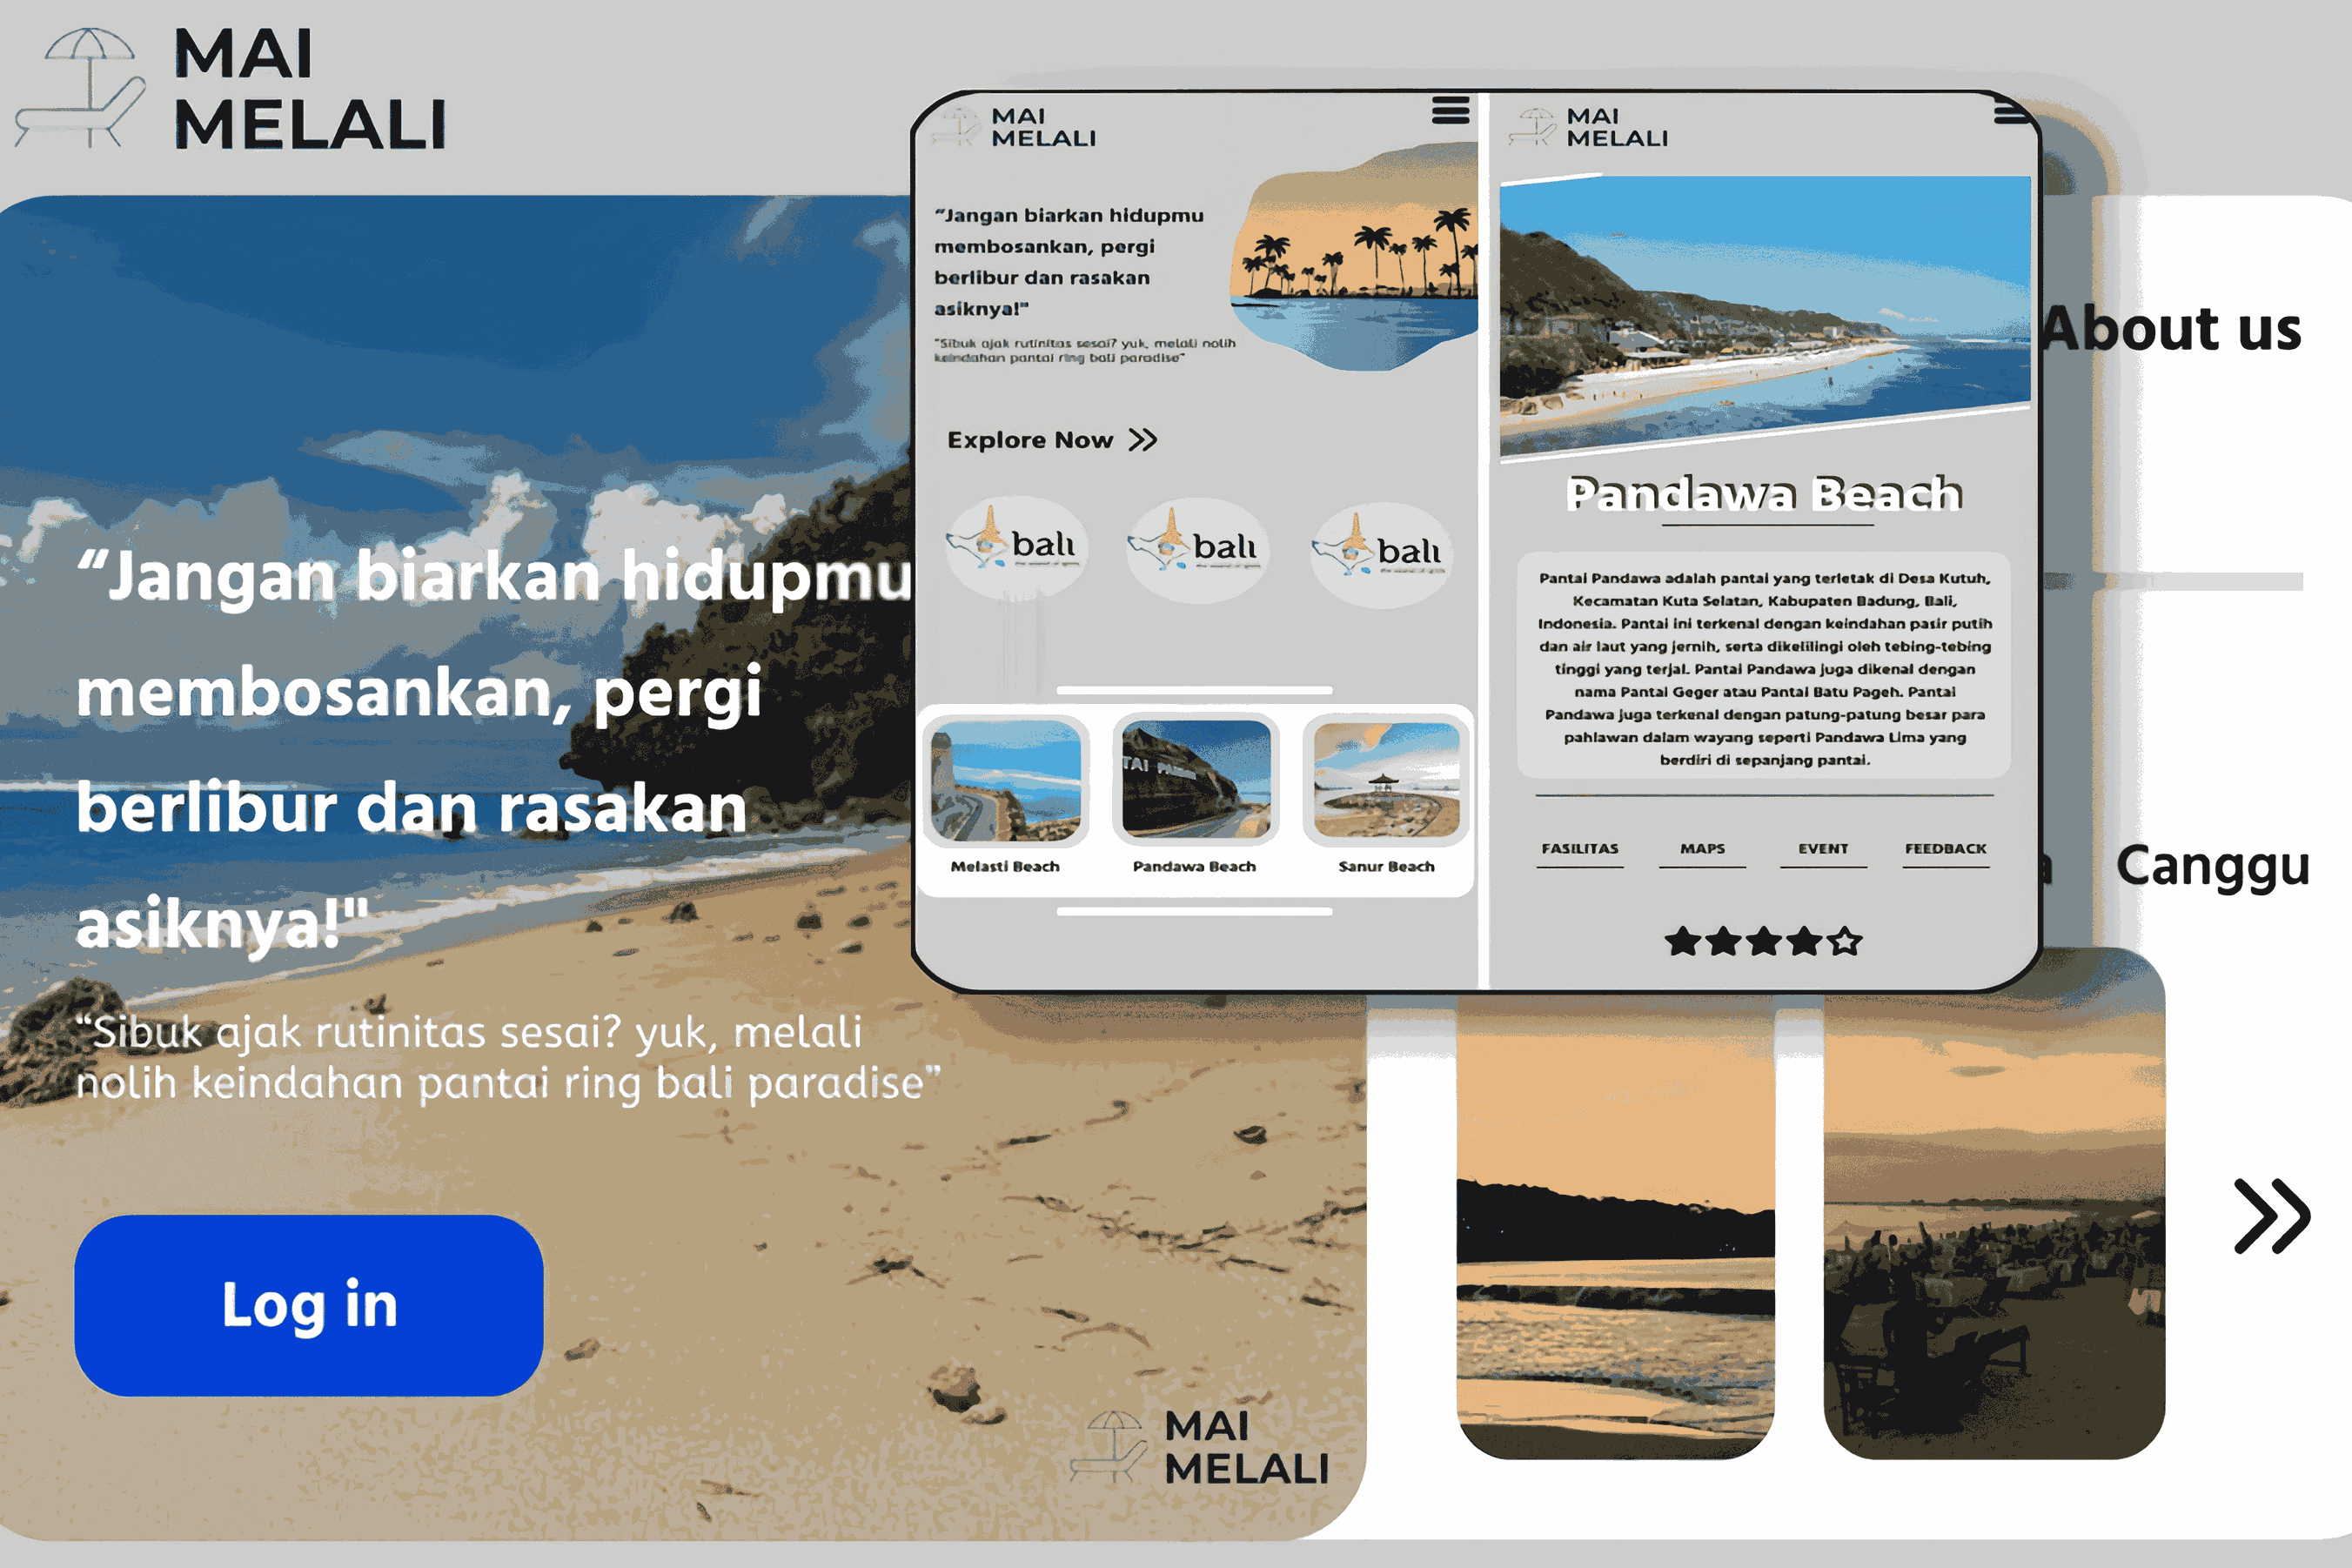 MAI
MELALI
"Jangan biarkan hidupmu
membosankan, pergi
berlibur dan rasakan
asiknya!"
"Sibuk ajak rutinitas sesai? yuk, melali
nolih keindahan pantai ring bali paradise"
Log in
MAI
MELALI
MAI
MELALI
"Jangan biarkan hidupmu
membosankan, pergi
berlibur dan rasakan
asiknya!"
"Sibuk ajak rutinitas sesai? yuk, melali nolih
keindahan pantai ring bali paradise"
Explore Now
bali
bali
bali
Melasti Beach
Pandawa Beach
Sanur Beach
MAI
MELALI
Pandawa Beach
Pantai Pandawa adalah pantai yang terletak di Desa Kutuh,
Kecamatan Kuta Selatan, Kabupaten Badung, Bali,
Indonesia. Pantai ini terkenal dengan keindahan pasir putih
dan air laut yang jernih, serta dikelilingi oleh tebing-tebing
tinggi yang terjal. Pantai Pandawa juga dikenal dengan
nama Pantai Geger atau Pantai Batu Pageh. Pantai
Pandawa juga terkenal dengan patung-patung besar para
pahlawan dalam wayang seperti Pandawa Lima yang
berdiri di sepanjang pantai.
FASILITAS MAPS EVENT FEEDBACK
About us
Canggu